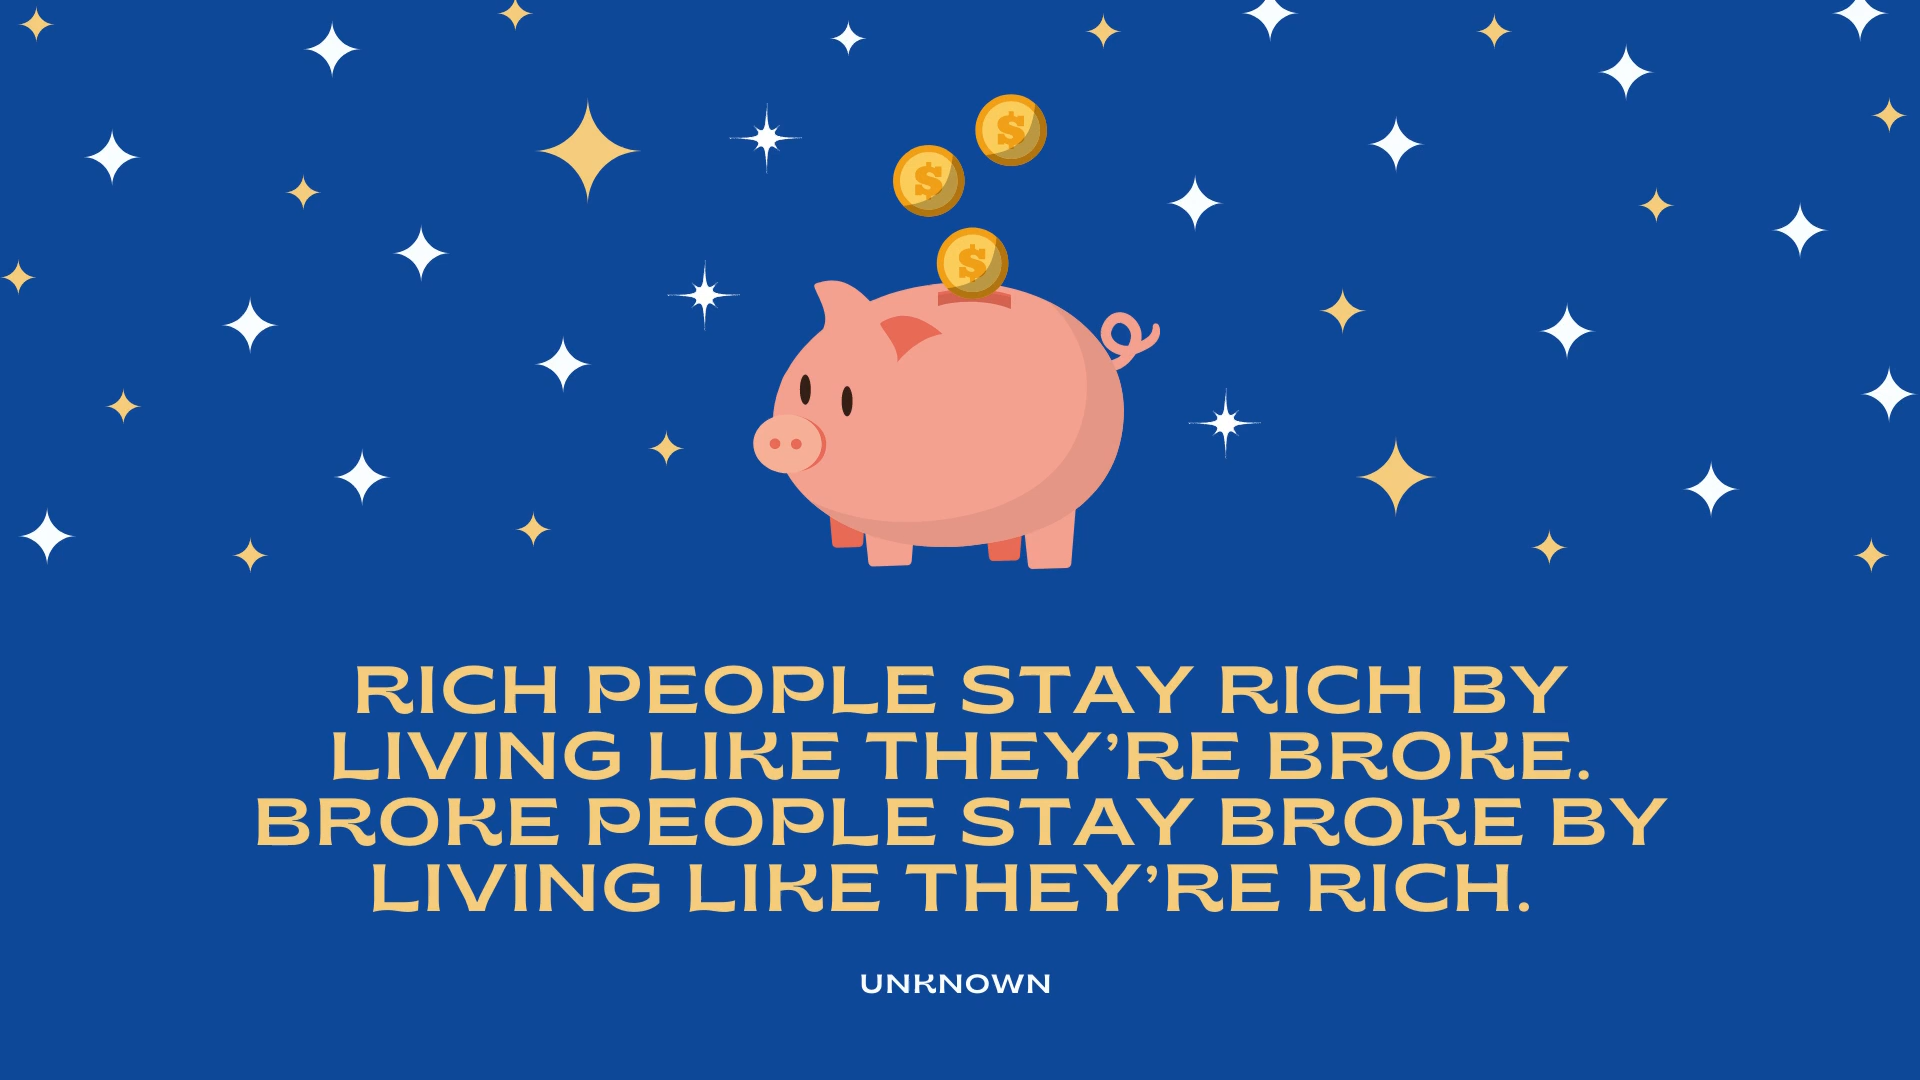 $
$
$
RICH PEOPLE STAY RICH BY
LIVING LIKE THEY’RE BROKE.
BROKE PEOPLE STAY BROKE BY
LIVING LIKE THEY’RE RICH.
UNKNOWN